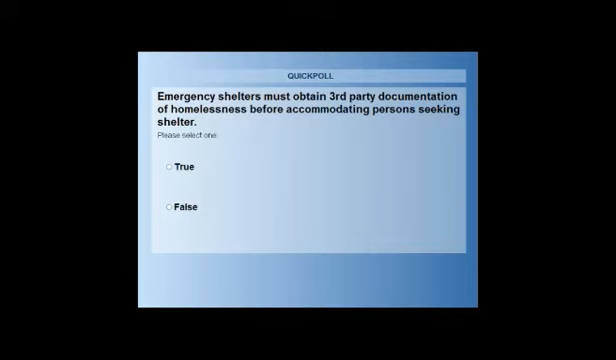 QUICKPOLL
Emergency shelters must obtain 3rd party documentation
of homelessness before accommodating persons seeking
shelter.
Please select one:
True
False